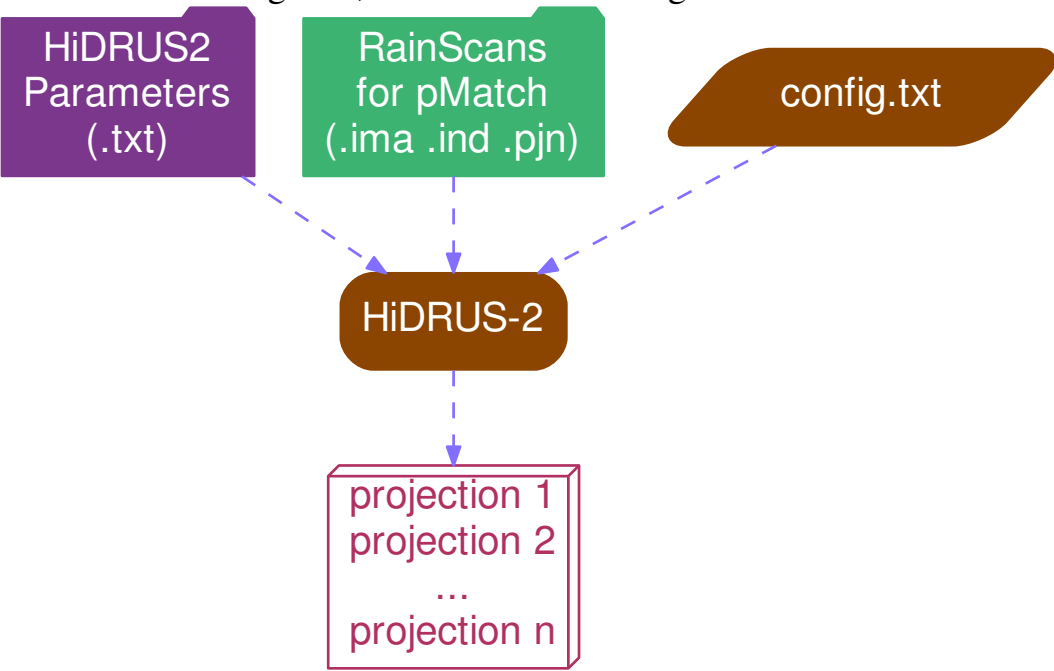 HiDRUS2
Parameters
(.txt)
RainScans
for pMatch
(.ima .ind .pjn)
config.txt
HiDRUS-2
projection 1
projection 2
...
projection n